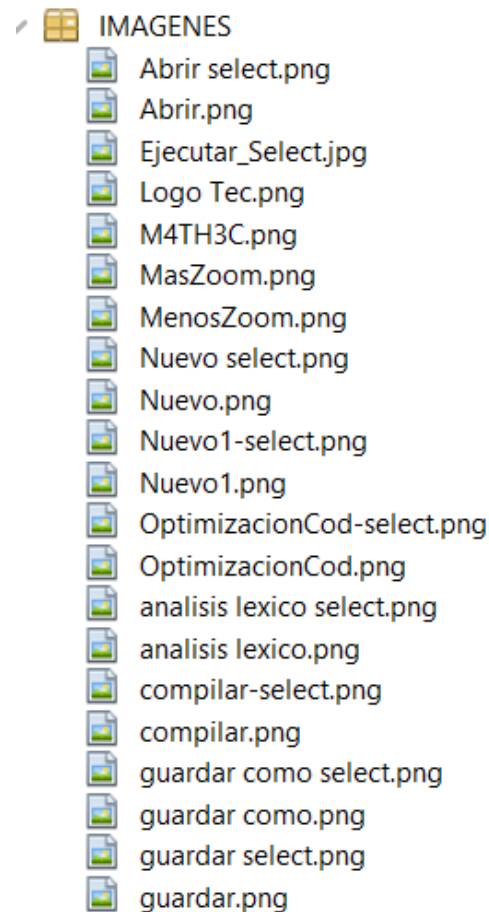 IMAGENES
Abrir select.png
Abrir.png
Ejecutar_Select.jpg
Logo Tec.png
M4TH3C.png
MasZoom.png
MenosZoom.png
Nuevo select.png
Nuevo.png
Nuevo1-select.png
Nuevo1.png
OptimizacionCod-select.png
OptimizacionCod.png
analisis lexico select.png
analisis lexico.png
compilar-select.png
compilar.png
guardar como select.png
guardar como.png
guardar select.png
guardar.png